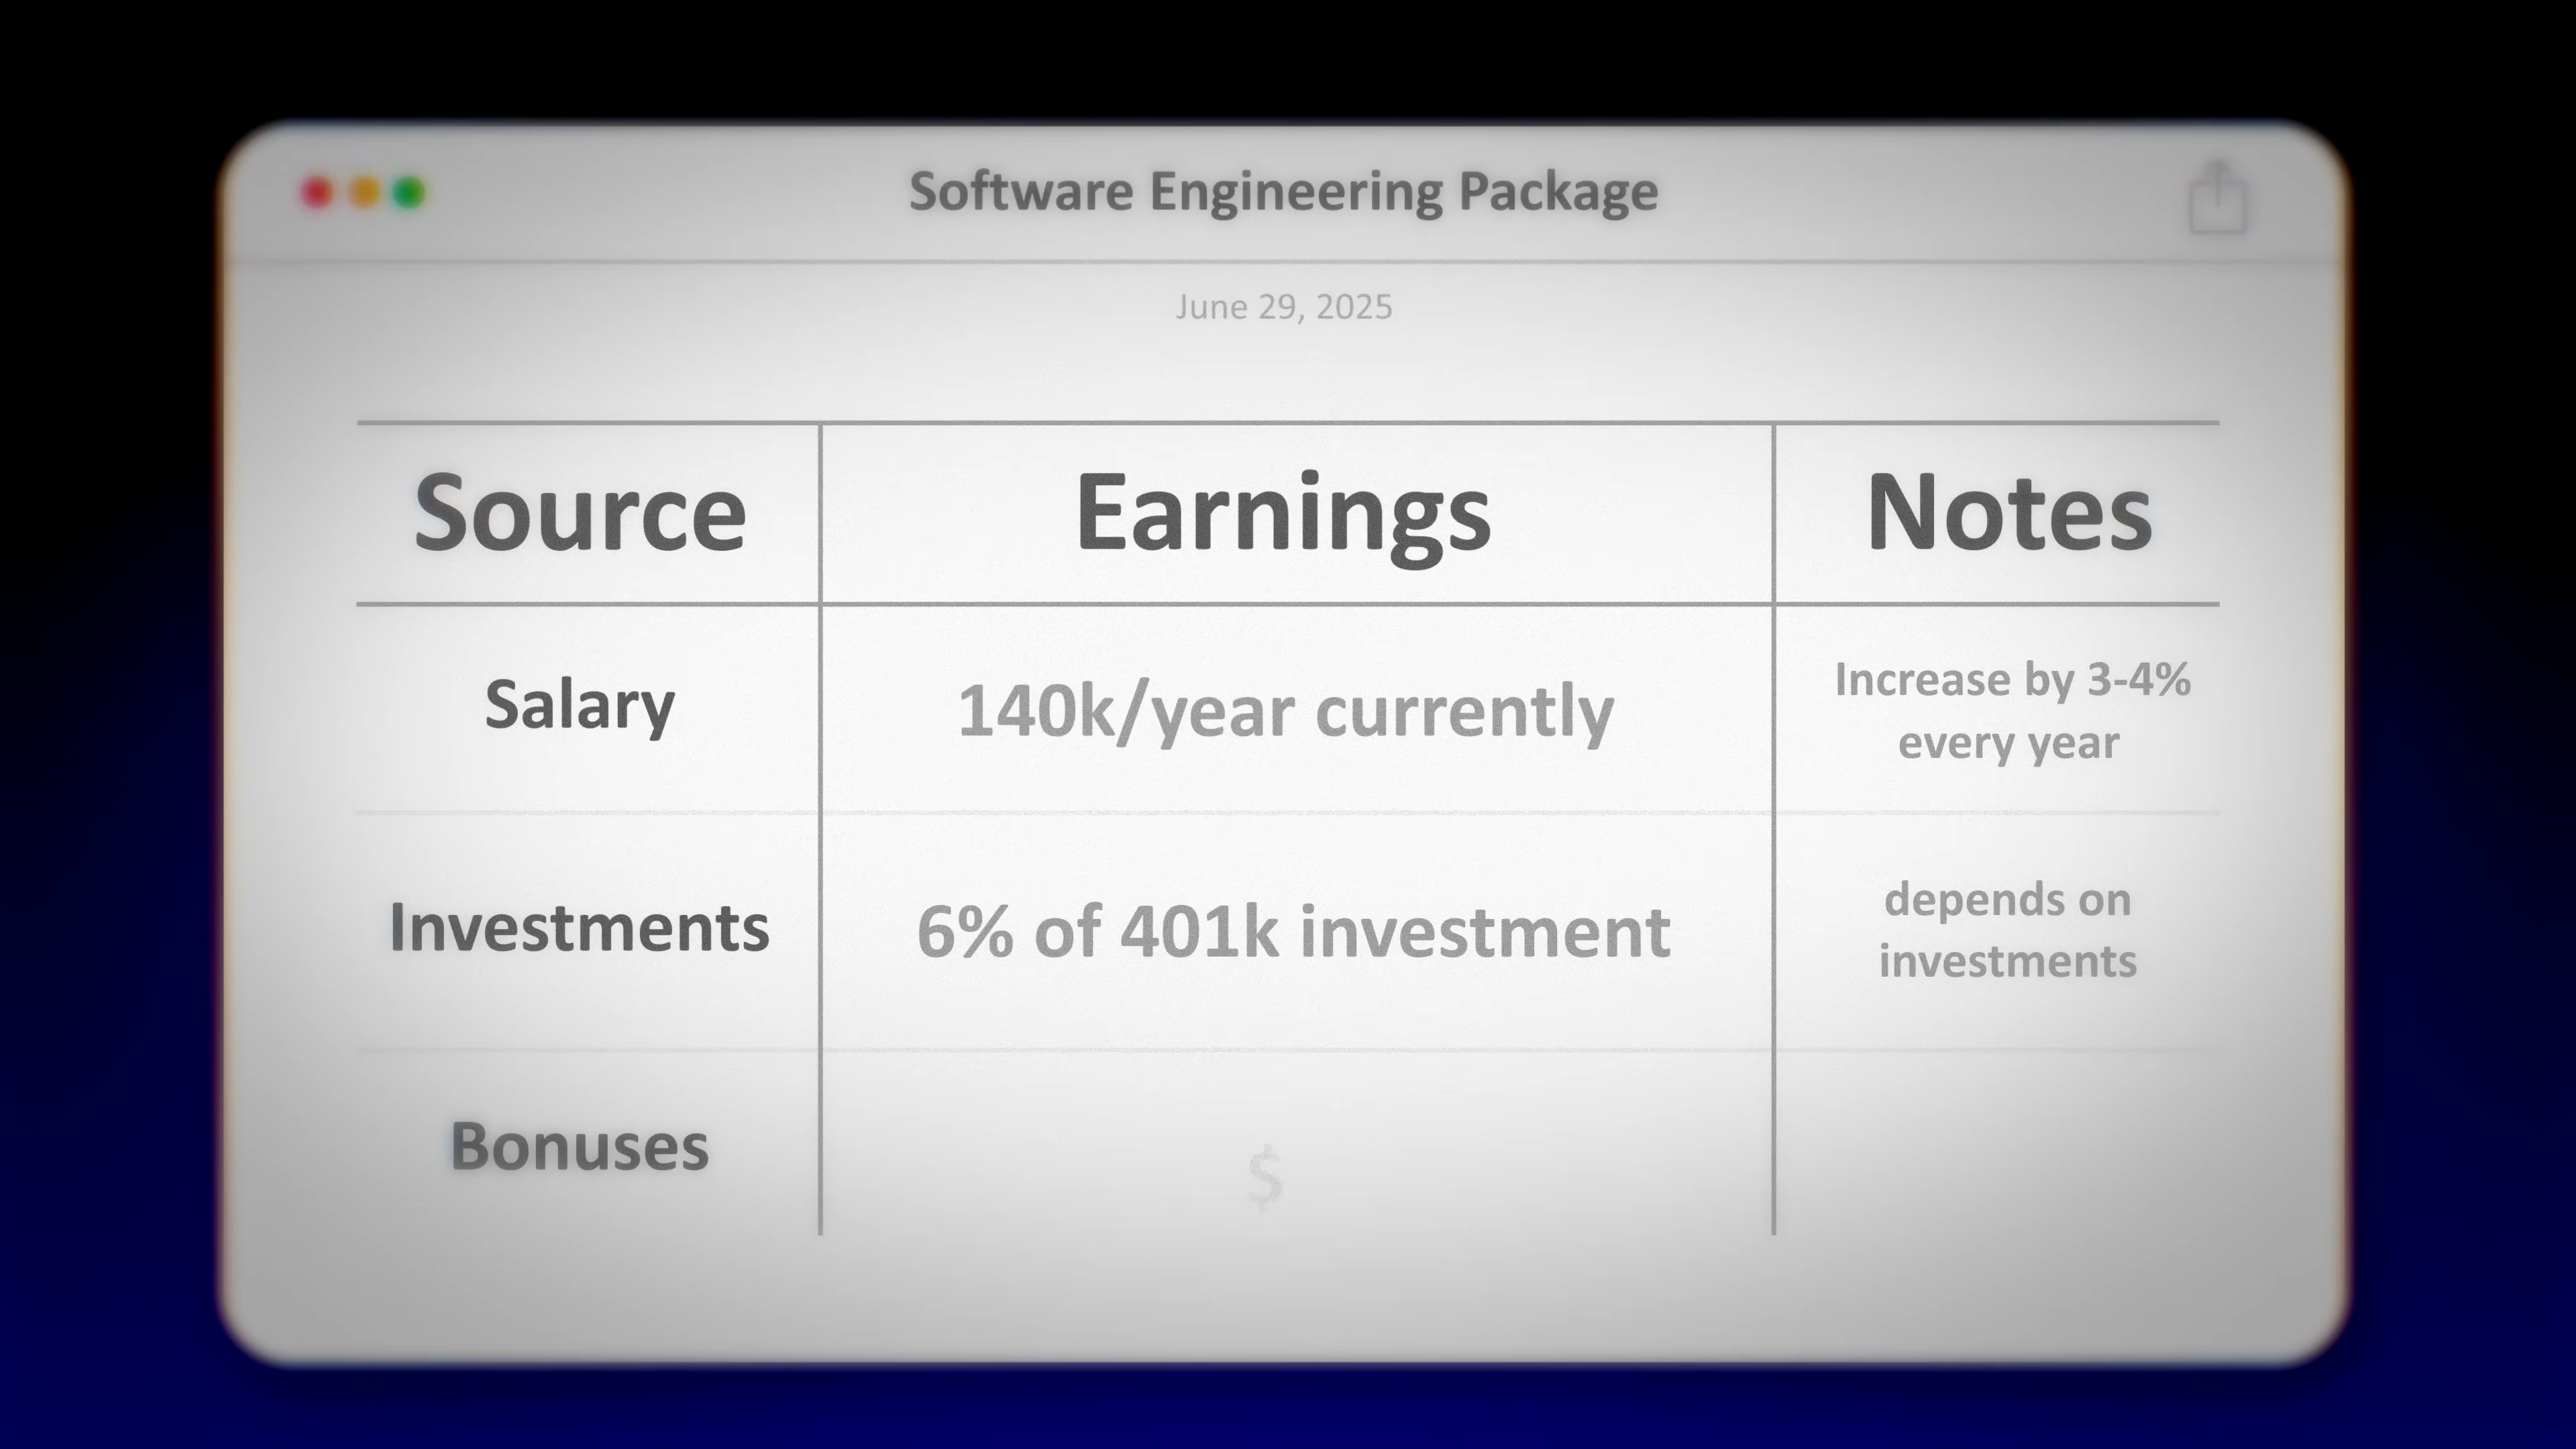 Software Engineering Package
June 29, 2025
Source Earnings Notes
Salary 140k/year currently Increase by 3-4%
every year
Investments 6% of 401k investment depends on
investments
Bonuses $